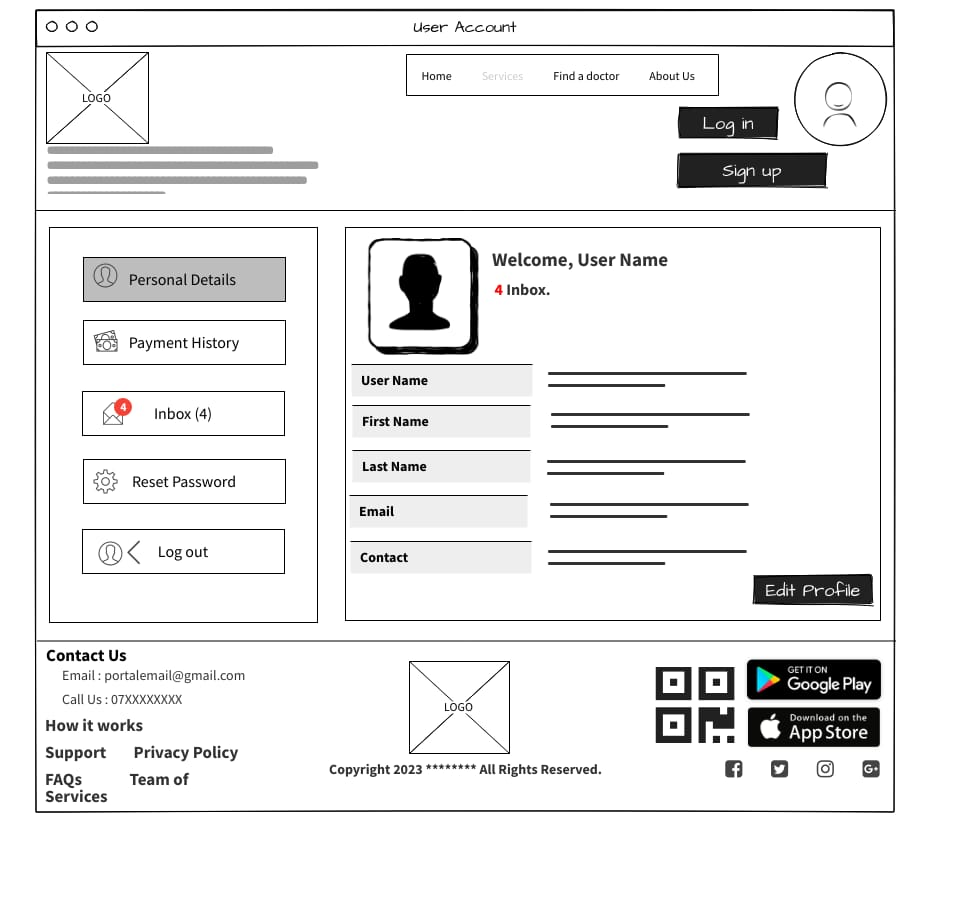 User Account
LOGO
Home Services Find a doctor About Us
Log in
Sign up
Personal Details
Payment History
4
Inbox (4)
Reset Password
Log out
Welcome, User Name
4 Inbox.
User Name
First Name
Last Name
Email
Contact
Edit Profile
Contact Us
Email : portalemail@gmail.com
Call Us : 07XXXXXXXX
How it works
Support Privacy Policy
FAQs Team of
Services
LOGO
Copyright 2023 ******** All Rights Reserved.
GET IT ON
Google Play
Download on the
App Store
G+